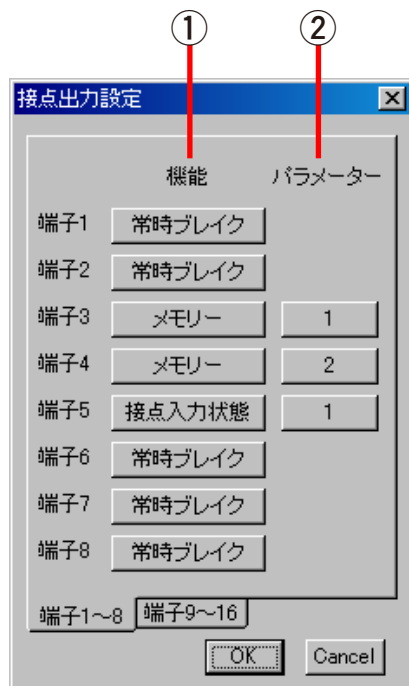 ① ②
接点出力設定
機能 パラメーター
端子1 常時ブレイク
端子2 常時ブレイク
端子3 メモリー 1
端子4 メモリー 2
端子5 接点入力状態 1
端子6 常時ブレイク
端子7 常時ブレイク
端子8 常時ブレイク
端子1～8 端子9～16
OK Cancel